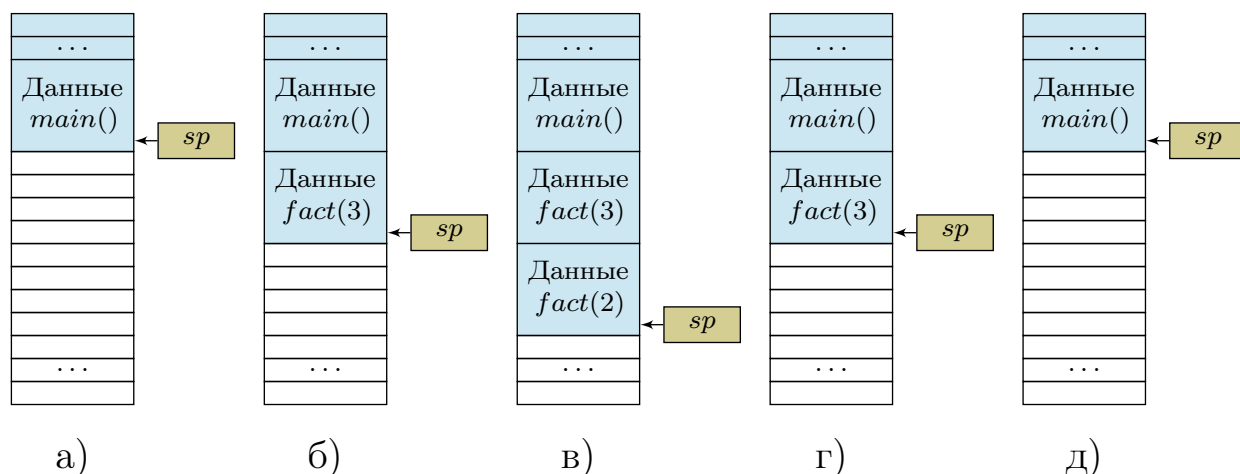 ...
Данные
main()
sp
...
а)
...
Данные
main()
Данные
fact(3)
sp
...
б)
...
Данные
main()
Данные
fact(3)
Данные
fact(2)
sp
...
в)
...
Данные
main()
Данные
fact(3)
sp
...
г)
...
Данные
main()
sp
...
д)